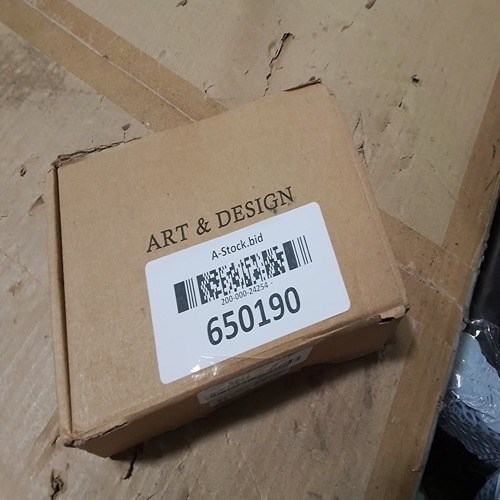 ART & DESIGN
A-Stock.bid
200-000-24254
650190